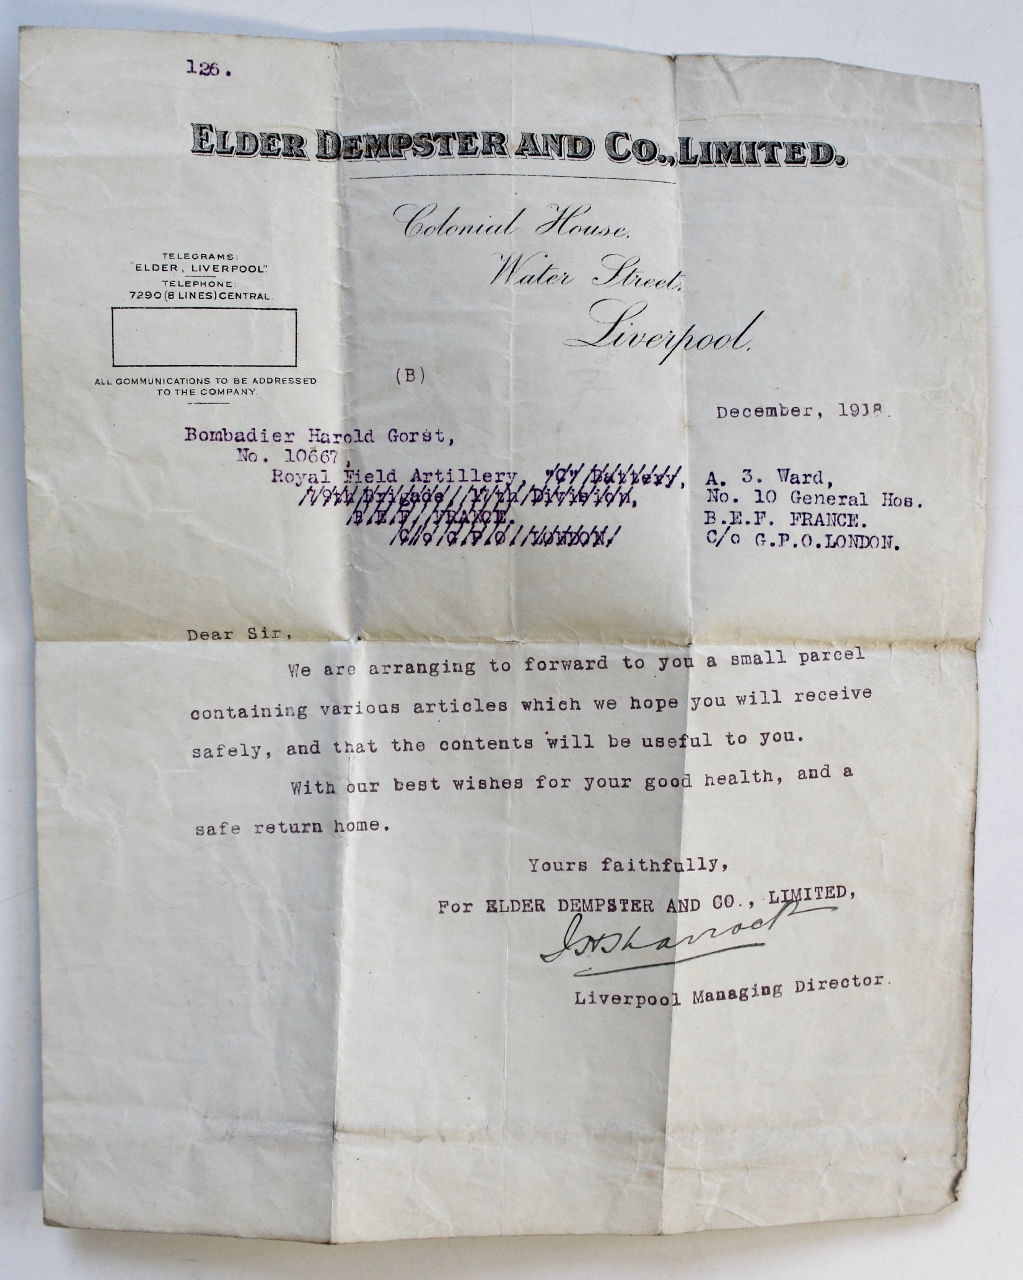 126.
ELDER DEMPSTER AND CO., LIMITED.
Colonial House.
Water Street.
Liverpool.
TELEGRAMS:
ELDER, LIVERPOOL"
TELEPHONE:
7290 (8 LINES) CENTRAL.
ALL COMMUNICATIONS TO BE ADDRESSED
TO THE COMPANY.
(B)
December, 1918.
Bombadier Harold Gorst,
No. 10667,
Royal Field Artillery, "C" Battery, A. 3. Ward,
79th Brigade, 17th Division, No. 10 General Hos.
B.E.F. FRANCE. B.E.F. FRANCE.
C/o G.P.O. LONDON. C/o G.P.O.LONDON.
Dear Sir,
We are arranging to forward to you a small parcel
containing various articles which we hope you will receive
safely, and that the contents will be useful to you.
With our best wishes for your good health, and a
safe return home.
Yours faithfully,
For ELDER DEMPSTER AND CO., LIMITED,
Liverpool Managing Director.